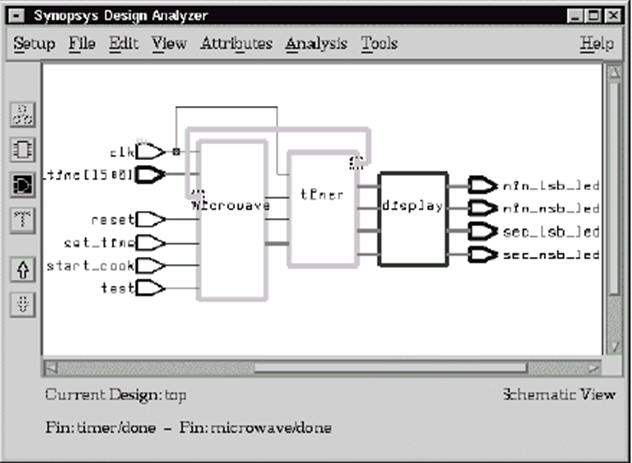 Synopsys Design Analyzer
Setup File Edit View Attributes Analysis Tools Help
clk
time[15:0]
reset
set_time
start_cook
test
microwave
timer
display
min_lsb_led
min_msb_led
sec_lsb_led
sec_msb_led
Current Design: top
Schematic View
Pin: timer/done – Pin: microwave/done